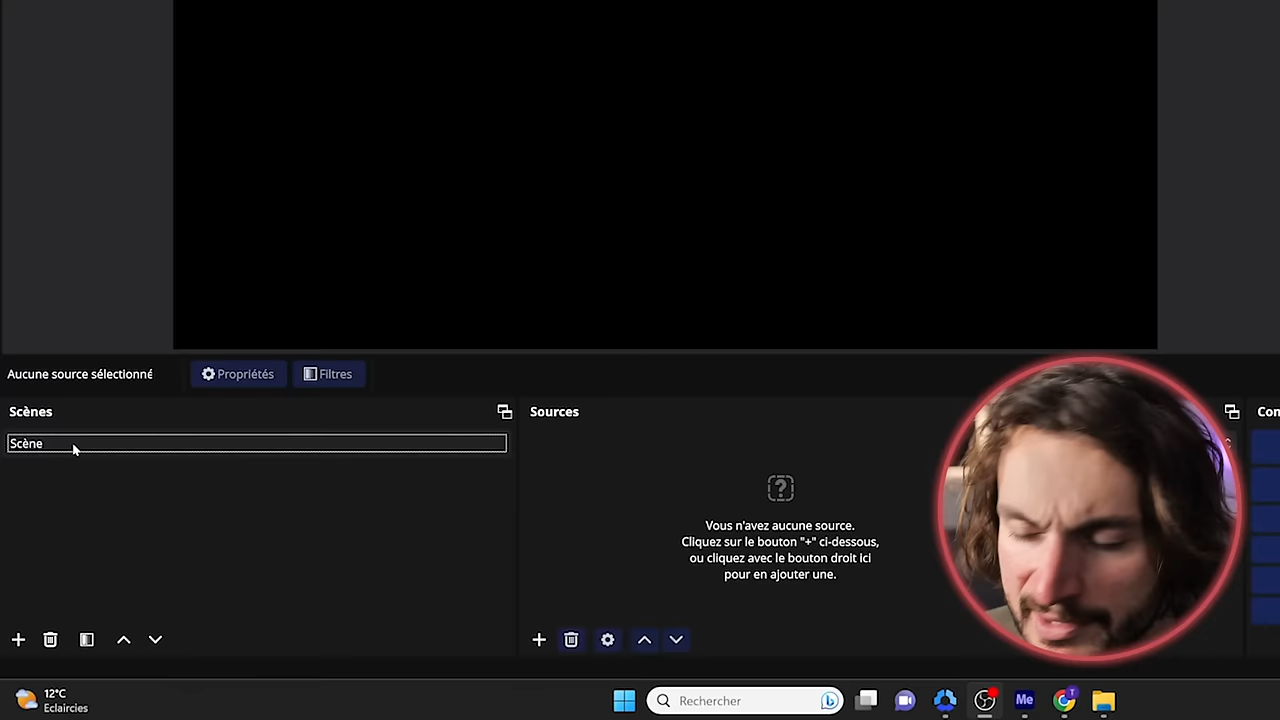 Aucune source sélectionné
Propriétés
Filtres
Scènes
Sources
Con
Scène
Vous n'avez aucune source.
Cliquez sur le bouton "+" ci-dessous,
ou cliquez avec le bouton droit ici
pour en ajouter une.
12°C
Eclaircies
Rechercher
Me
T